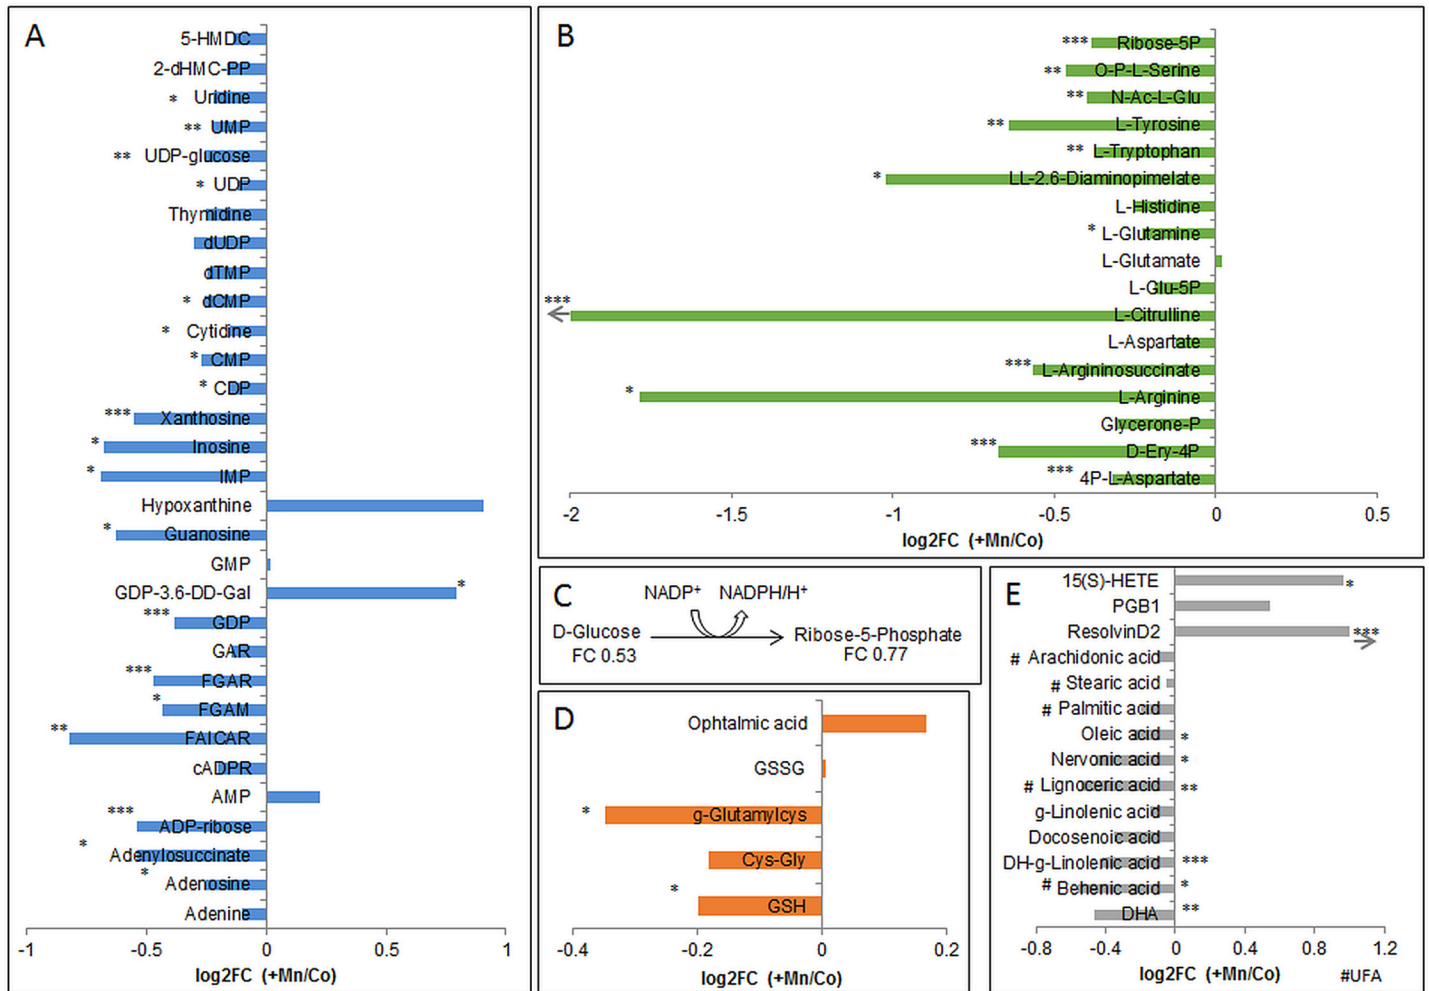 A
5-HMDC
2-dHMC-PP
* Uridine
** UMP
** UDP-glucose
* UDP
Thymidine
dUDP
dTMP
* dCMP
* Cytidine
* CMP
* CDP
*** Xanthosine
* Inosine
* IMP
Hypoxanthine
* Guanosine
GMP
GDP-3.6-DD-Gal *
*** GDP
GAR
*** FGAR
* FGAM
** FAICAR
cADPR
AMP
*** ADP-ribose
* Adenylosuccinate
* Adenosine
Adenine
-1 -0.5 0 0.5 1
log2FC (+Mn/Co)
B
*** Ribose-5P
** O-P-L-Serine
** N-Ac-L-Glu
** L-Tyrosine
** L-Tryptophan
* LL-2.6-Diaminopimelate
L-Histidine
* L-Glutamine
L-Glutamate
L-Glu-5P
*** L-Citrulline
L-Aspartate
*** L-Argininosuccinate
* L-Arginine
Glycerone-P
*** D-Ery-4P
*** 4P-L-Aspartate
-2 -1.5 -1 -0.5 0 0.5
log2FC (+Mn/Co)
C
NADP⁺ NADPH/H⁺
D-Glucose Ribose-5-Phosphate
FC 0.53 FC 0.77
D
Ophtalmic acid
GSSG
* g-Glutamylcys
Cys-Gly
* GSH
-0.4 -0.2 0 0.2
log2FC (+Mn/Co)
E
15(S)-HETE *
PGB1
ResolvinD2 ***
# Arachidonic acid
# Stearic acid
# Palmitic acid
Oleic acid *
Nervonic acid *
# Lignoceric acid **
g-Linolenic acid
Docosenoic acid
DH-g-Linolenic acid ***
# Behenic acid *
DHA **
-0.8 -0.4 0 0.4 0.8 1.2
log2FC (+Mn/Co) #UFA